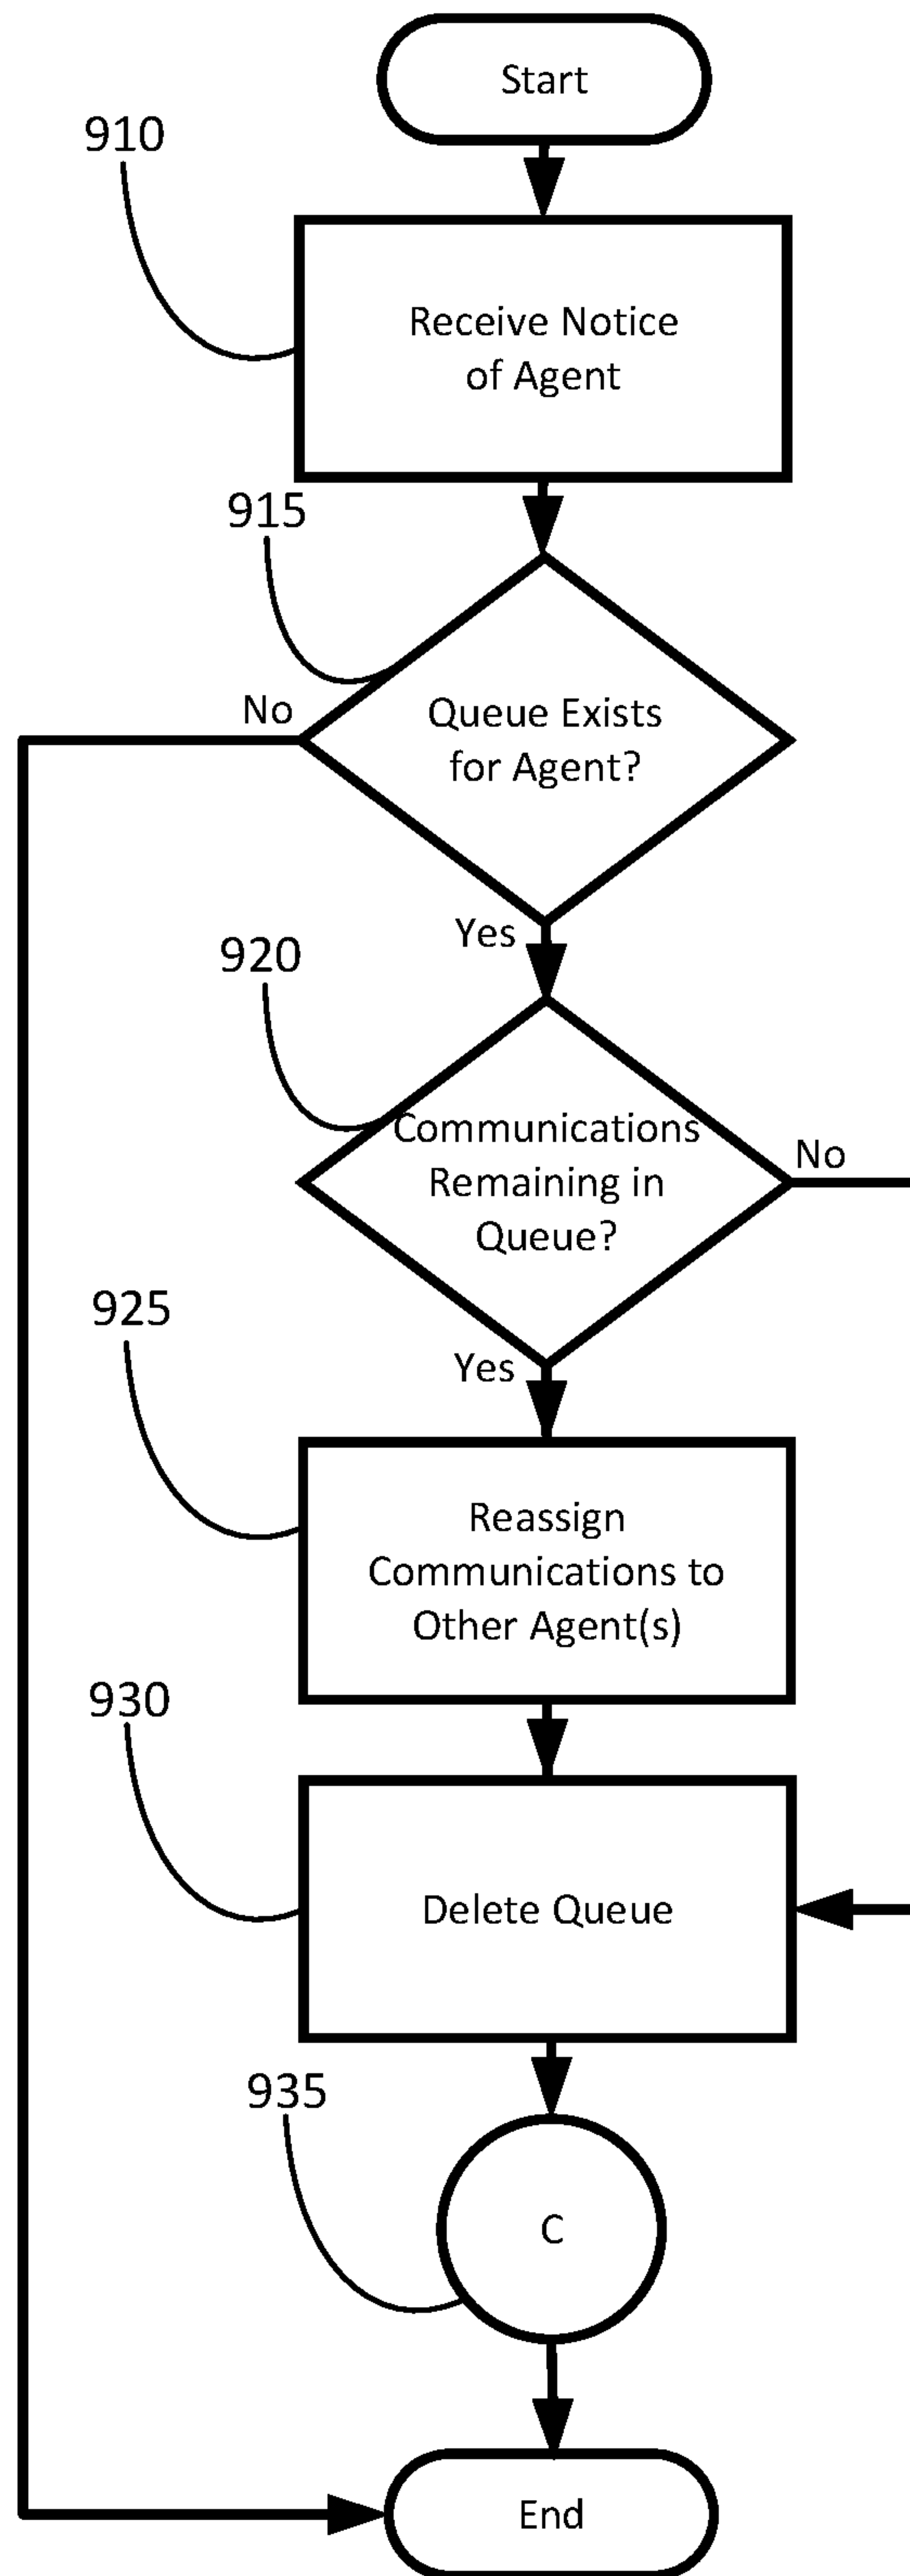 Start
910
Receive Notice
of Agent
915
No
Queue Exists
for Agent?
Yes
920
Communications
Remaining in
Queue?
No
925
Yes
Reassign
Communications to
Other Agent(s)
930
Delete Queue
935
C
End